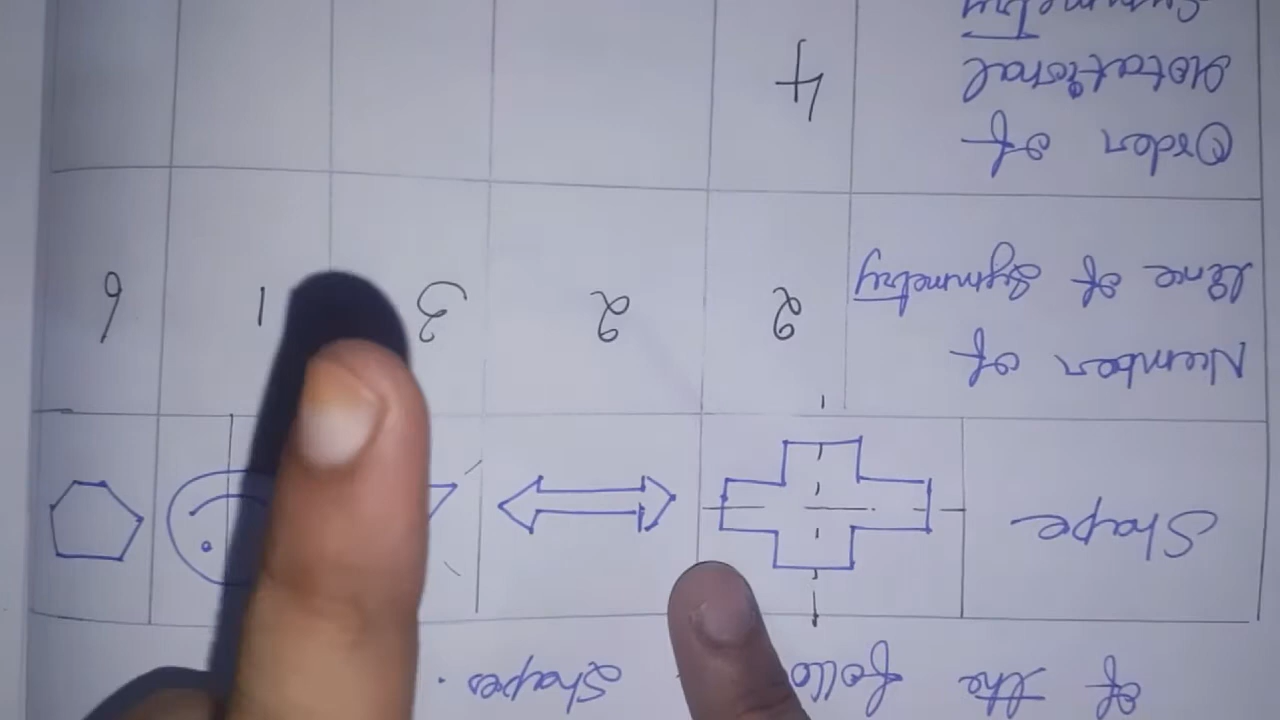 of the follo Shapes.
Shape
Number of
line of Symmetry 2 2 3 1 6
Order of
rotational 4